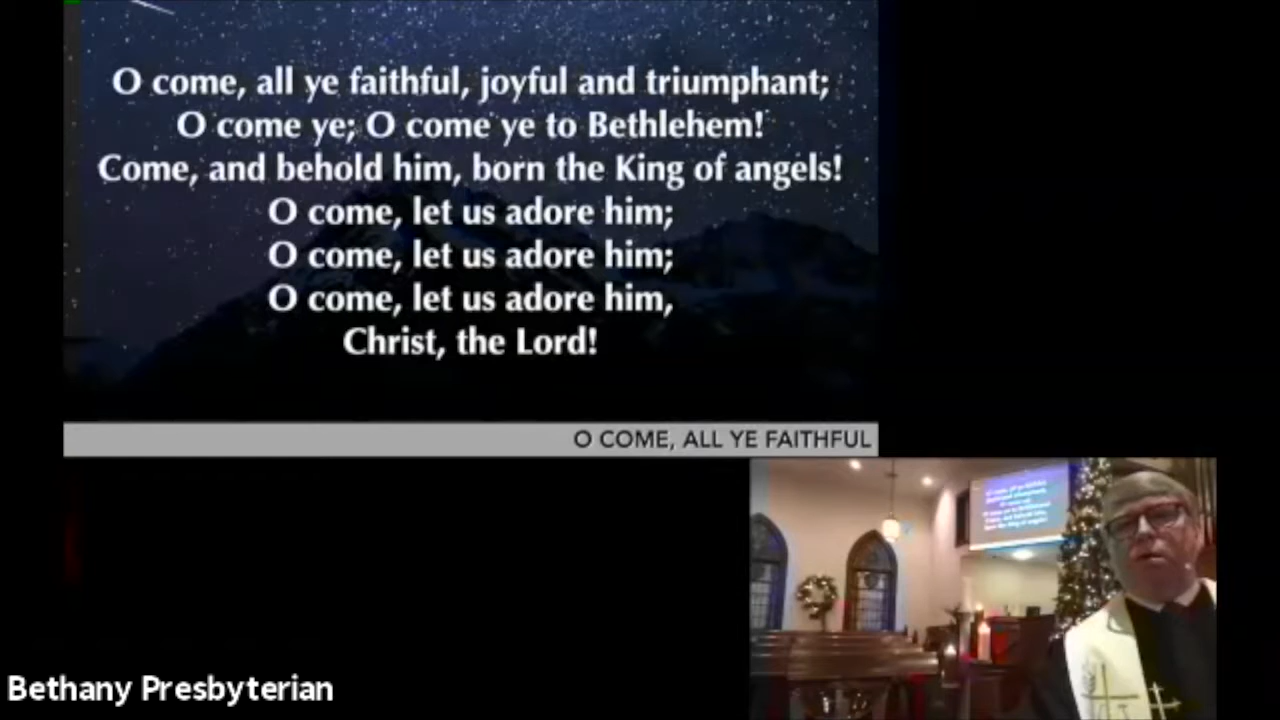 O come, all ye faithful, joyful and triumphant;
O come ye; O come ye to Bethlehem!
Come, and behold him, born the King of angels!
O come, let us adore him;
O come, let us adore him;
O come, let us adore him,
Christ, the Lord!
O COME, ALL YE FAITHFUL
Bethany Presbyterian